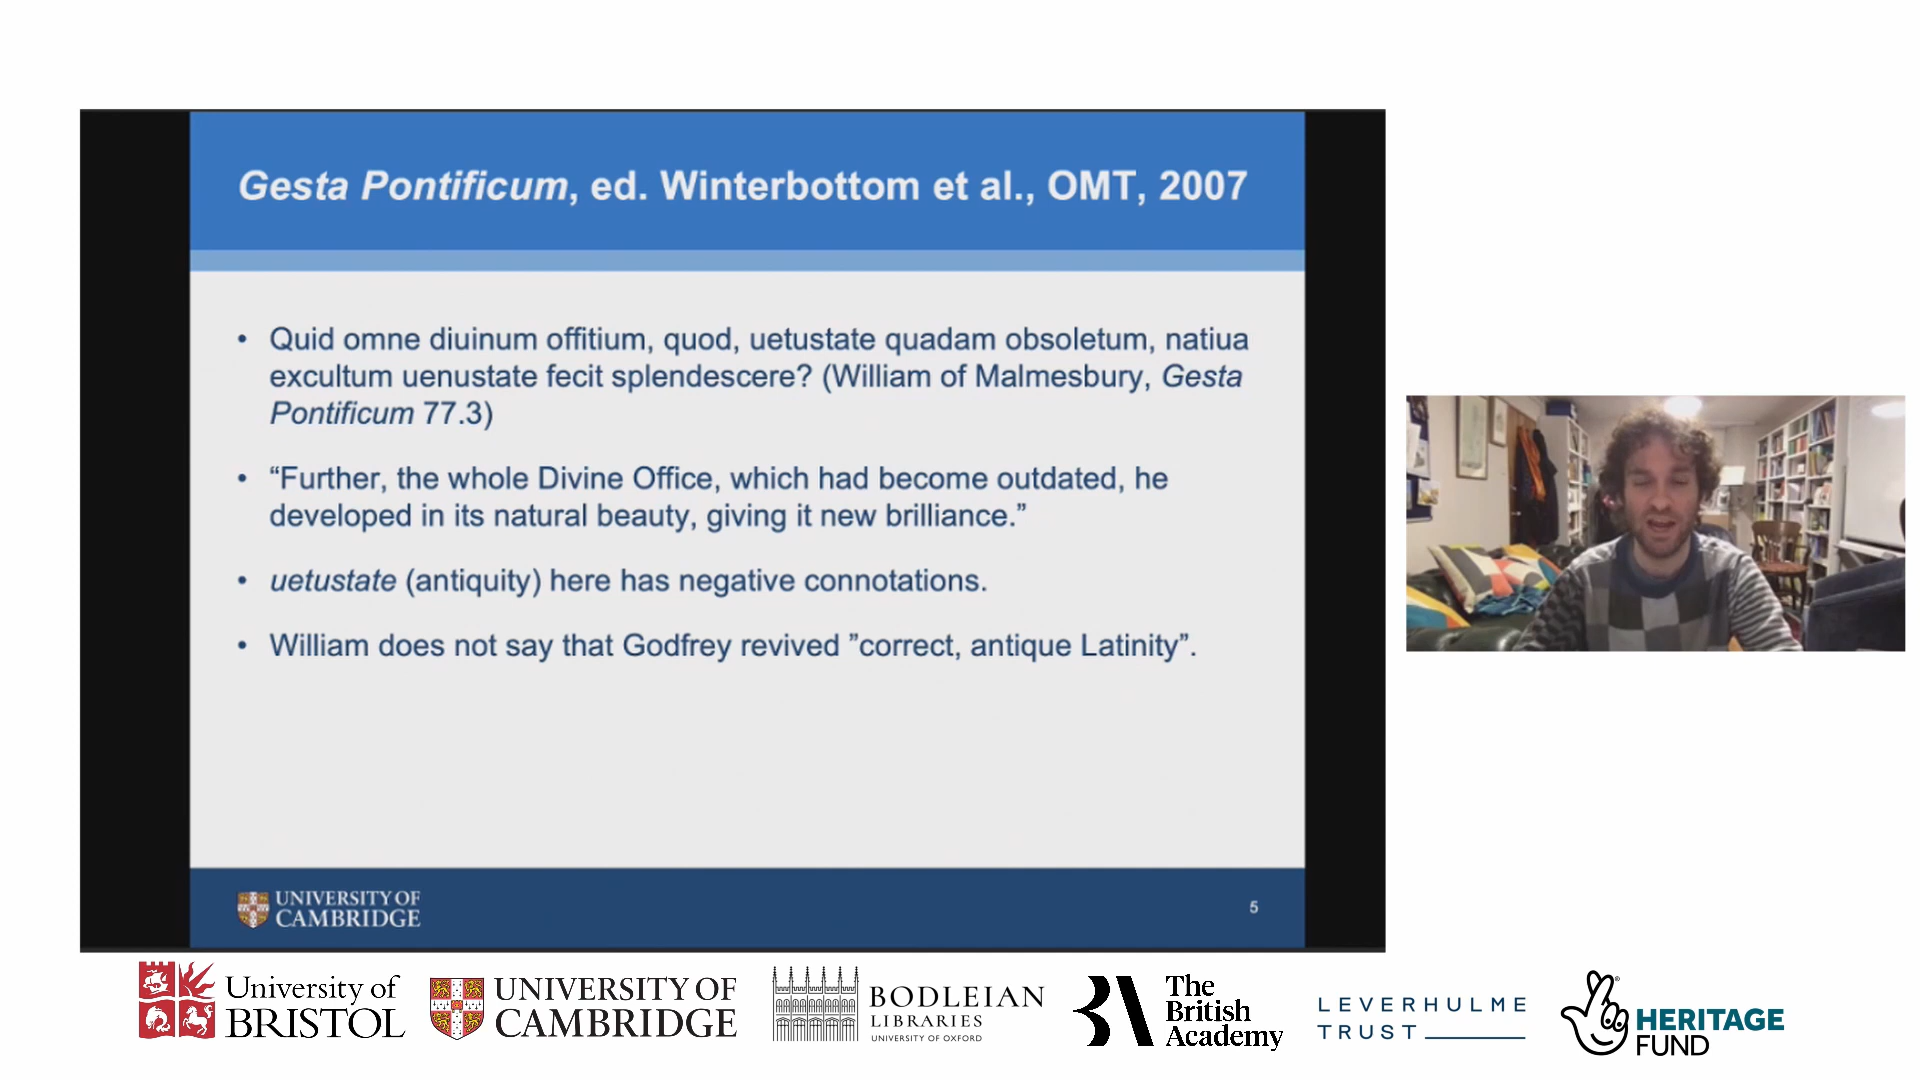 Gesta Pontificum, ed. Winterbottom et al., OMT, 2007
• Quid omne diuinum offitium, quod, uetustate quadam obsoletum, natiua
excultum uenustate fecit splendescere? (William of Malmesbury, Gesta
Pontificum 77.3)
• “Further, the whole Divine Office, which had become outdated, he
developed in its natural beauty, giving it new brilliance.”
• uetustate (antiquity) here has negative connotations.
• William does not say that Godfrey revived ”correct, antique Latinity”.
UNIVERSITY OF
CAMBRIDGE
5
University of
BRISTOL
UNIVERSITY OF
CAMBRIDGE
BODLEIAN
LIBRARIES
UNIVERSITY OF OXFORD
The
British
Academy
LEVERHULME
TRUST
HERITAGE
FUND